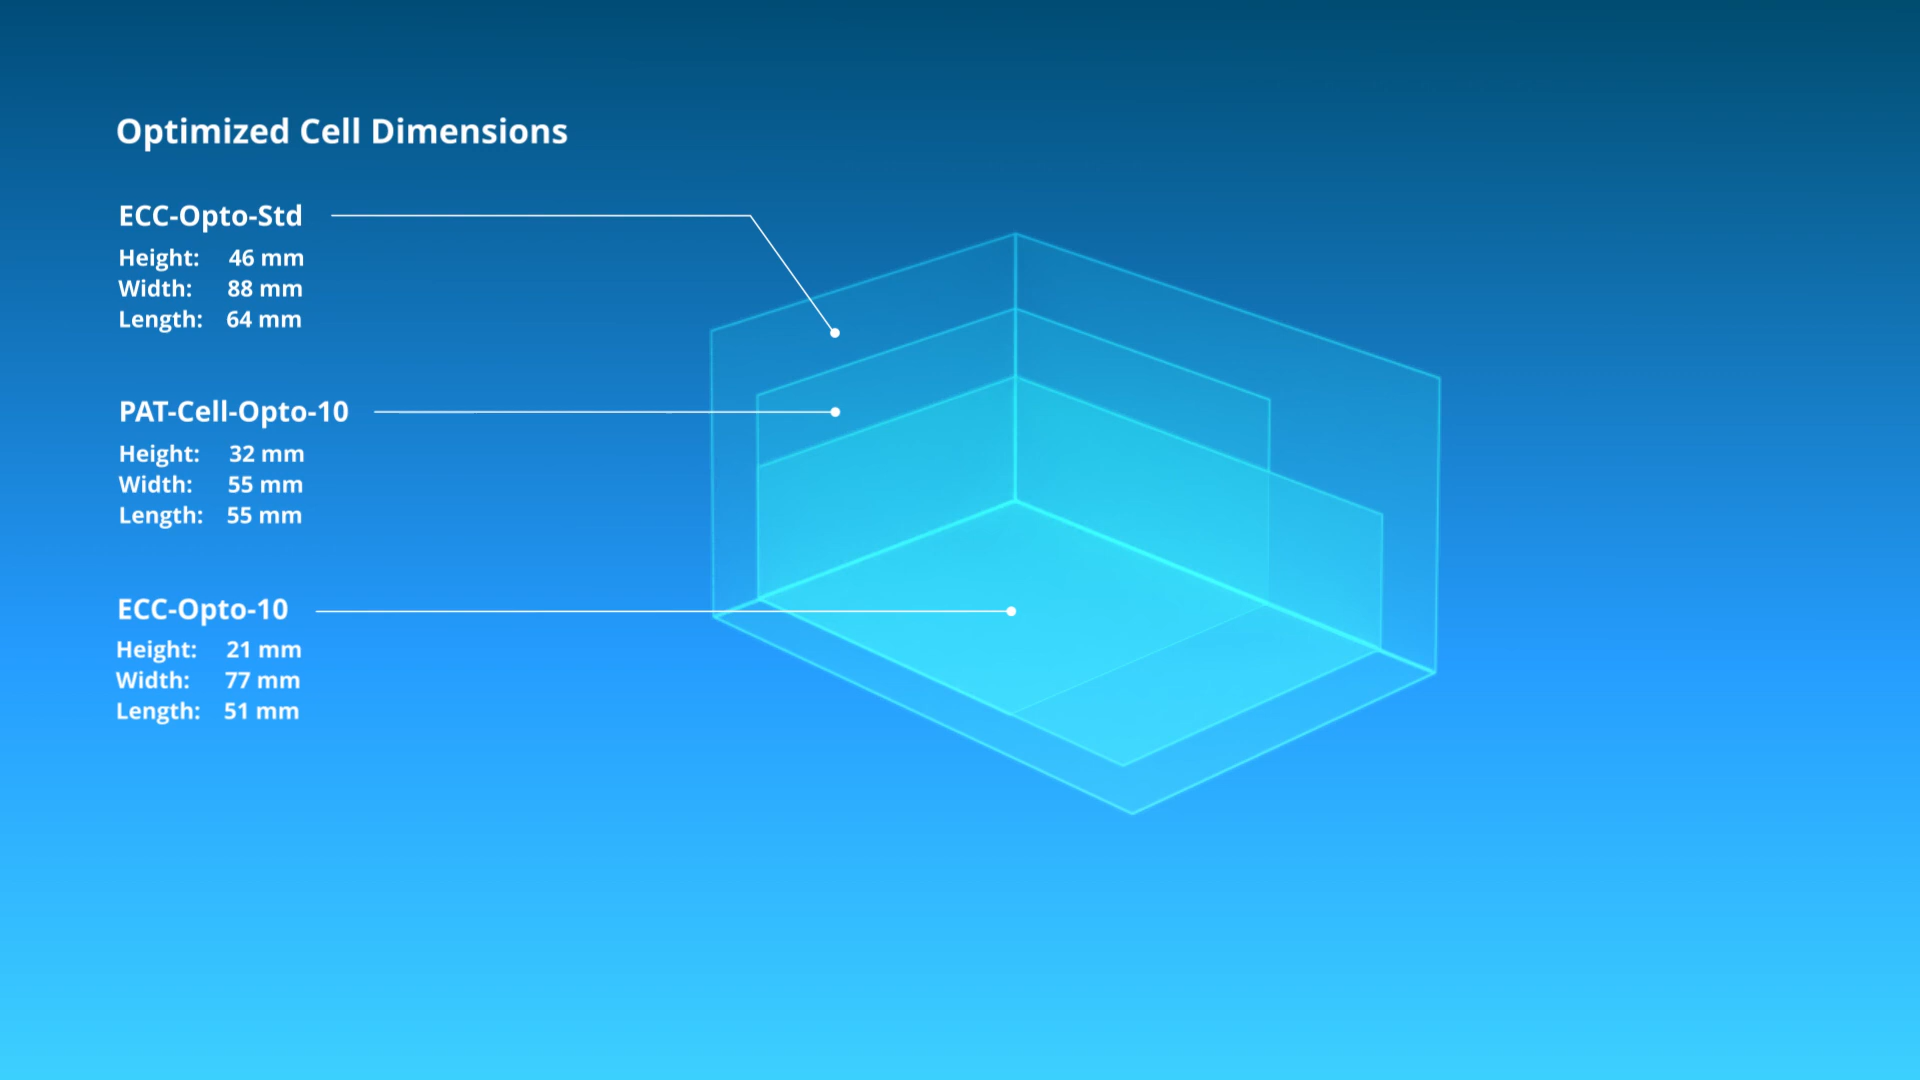 Optimized Cell Dimensions
ECC-Opto-Std
Height: 46 mm
Width: 88 mm
Length: 64 mm
PAT-Cell-Opto-10
Height: 32 mm
Width: 55 mm
Length: 55 mm
ECC-Opto-10
Height: 21 mm
Width: 77 mm
Length: 51 mm